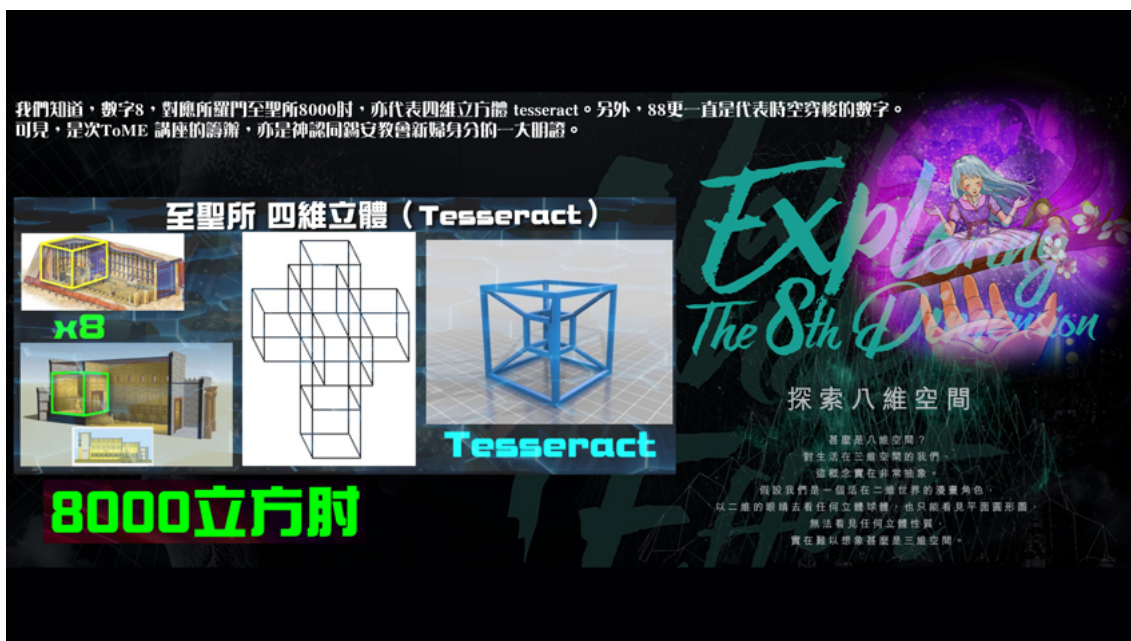 我們知道，數字8，對應所羅門至聖所8000肘，亦代表四維立方體 tesseract。另外，88更一直是代表時空穿梭的數字。
可見，是次ToME 講座的籌辦，亦是神認同錫安教會新婦身分的一大明證。
至聖所 四維立體（Tesseract）
x8
Tesseract
8000立方肘
Exploring
The 8th Dimension
探索八維空間
甚麼是八維空間？
對生活在三維空間的我們，
這概念實在非常抽象。
假設我們是一個活在二維世界的漫畫角色，
以二維的眼睛去看任何立體球體，也只能看見平面圓形圖，
無法看見任何立體性質，
實在難以想象甚麼是三維空間。